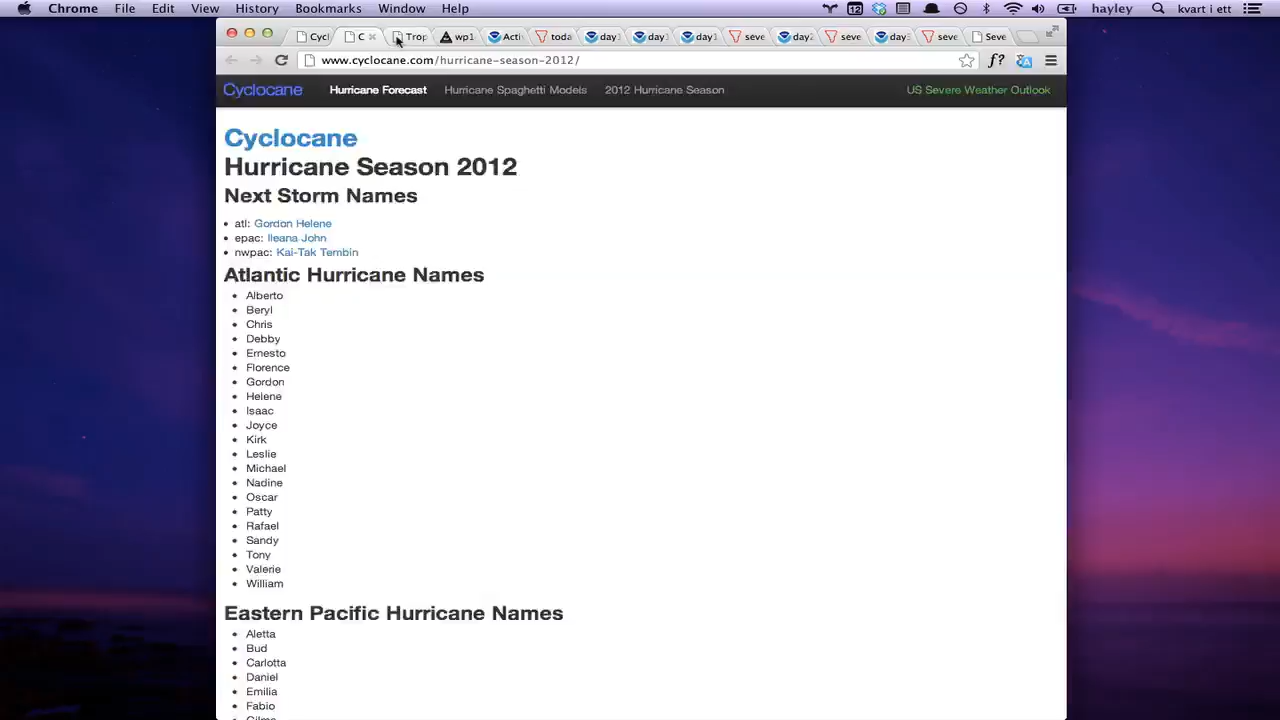 Chrome File Edit View History Bookmarks Window Help 12 hayley kvart i ett
Cycl C Trop wp1 Acti toda day day day1 seve day2 seve day seve Seve
www.cyclocane.com/hurricane-season-2012/ f?
Cyclocane Hurricane Forecast Hurricane Spaghetti Models 2012 Hurricane Season US Severe Weather Outlook
Cyclocane
Hurricane Season 2012
Next Storm Names
• atl: Gordon Helene
• epac: Ileana John
• nwpac: Kai-Tak Tembin
Atlantic Hurricane Names
• Alberto
• Beryl
• Chris
• Debby
• Ernesto
• Florence
• Gordon
• Helene
• Isaac
• Joyce
• Kirk
• Leslie
• Michael
• Nadine
• Oscar
• Patty
• Rafael
• Sandy
• Tony
• Valerie
• William
Eastern Pacific Hurricane Names
• Aletta
• Bud
• Carlotta
• Daniel
• Emilia
• Fabio